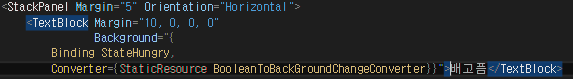 <StackPanel Margin="5" Orientation="Horizontal">
<TextBlock Margin="10, 0, 0, 0"
Background="{
Binding StateHungry,
Converter={StaticResource BooleanToBackGroundChangeConverter}}">배고픔</TextBlock>